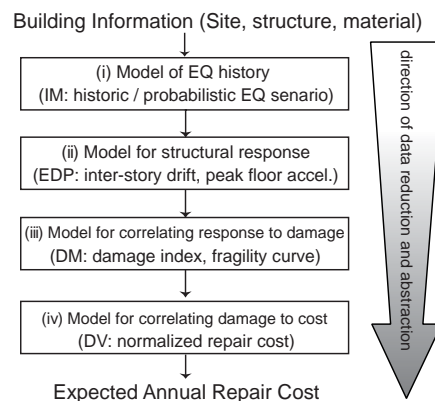 Building Information (Site, structure, material)
(i) Model of EQ history
(IM: historic / probabilistic EQ senario)
(ii) Model for structural response
(EDP: inter-story drift, peak floor accel.)
(iii) Model for correlating response to damage
(DM: damage index, fragility curve)
(iv) Model for correlating damage to cost
(DV: normalized repair cost)
Expected Annual Repair Cost
direction of data reduction and abstraction